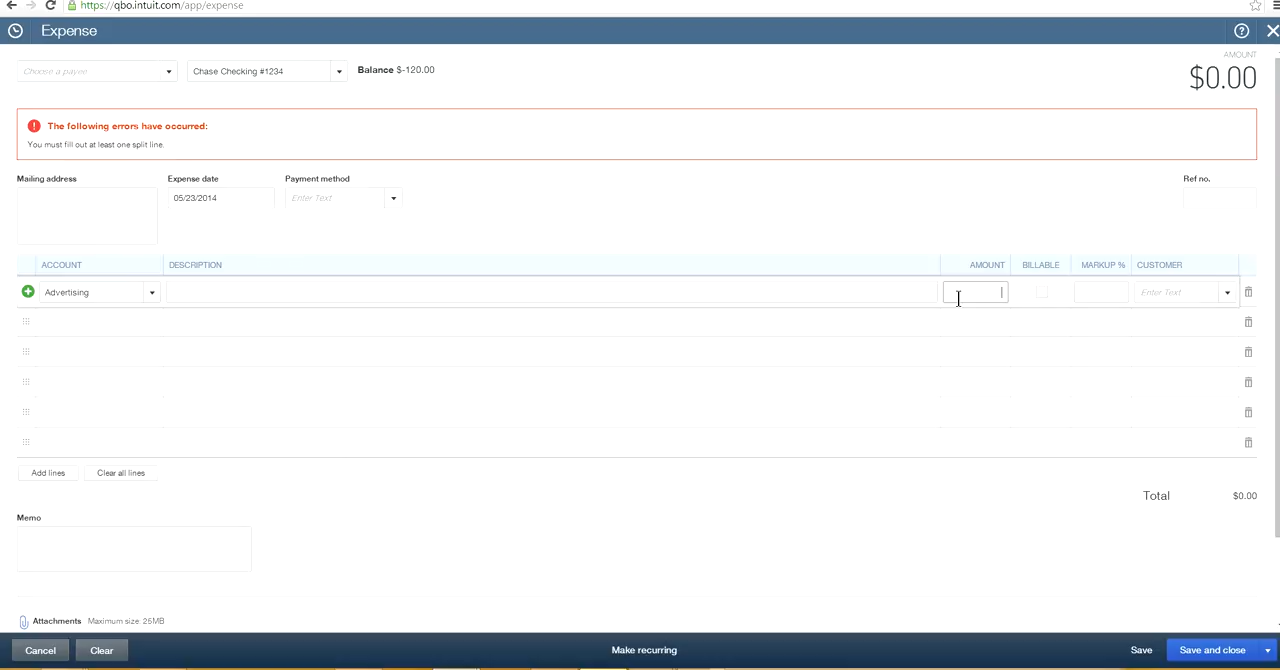 https://qbo.intuit.com/app/expense
Expense
AMOUNT
Choose a payee
Chase Checking #1234
Balance $-120.00
$0.00
The following errors have occurred:
You must fill out at least one split line.
Mailing address
Expense date
Payment method
Ref no.
05/23/2014
Enter Text
ACCOUNT DESCRIPTION AMOUNT BILLABLE MARKUP % CUSTOMER
Advertising
Enter Text
Add lines
Clear all lines
Total $0.00
Memo
Attachments Maximum size: 25MB
Cancel
Clear
Make recurring
Save
Save and close